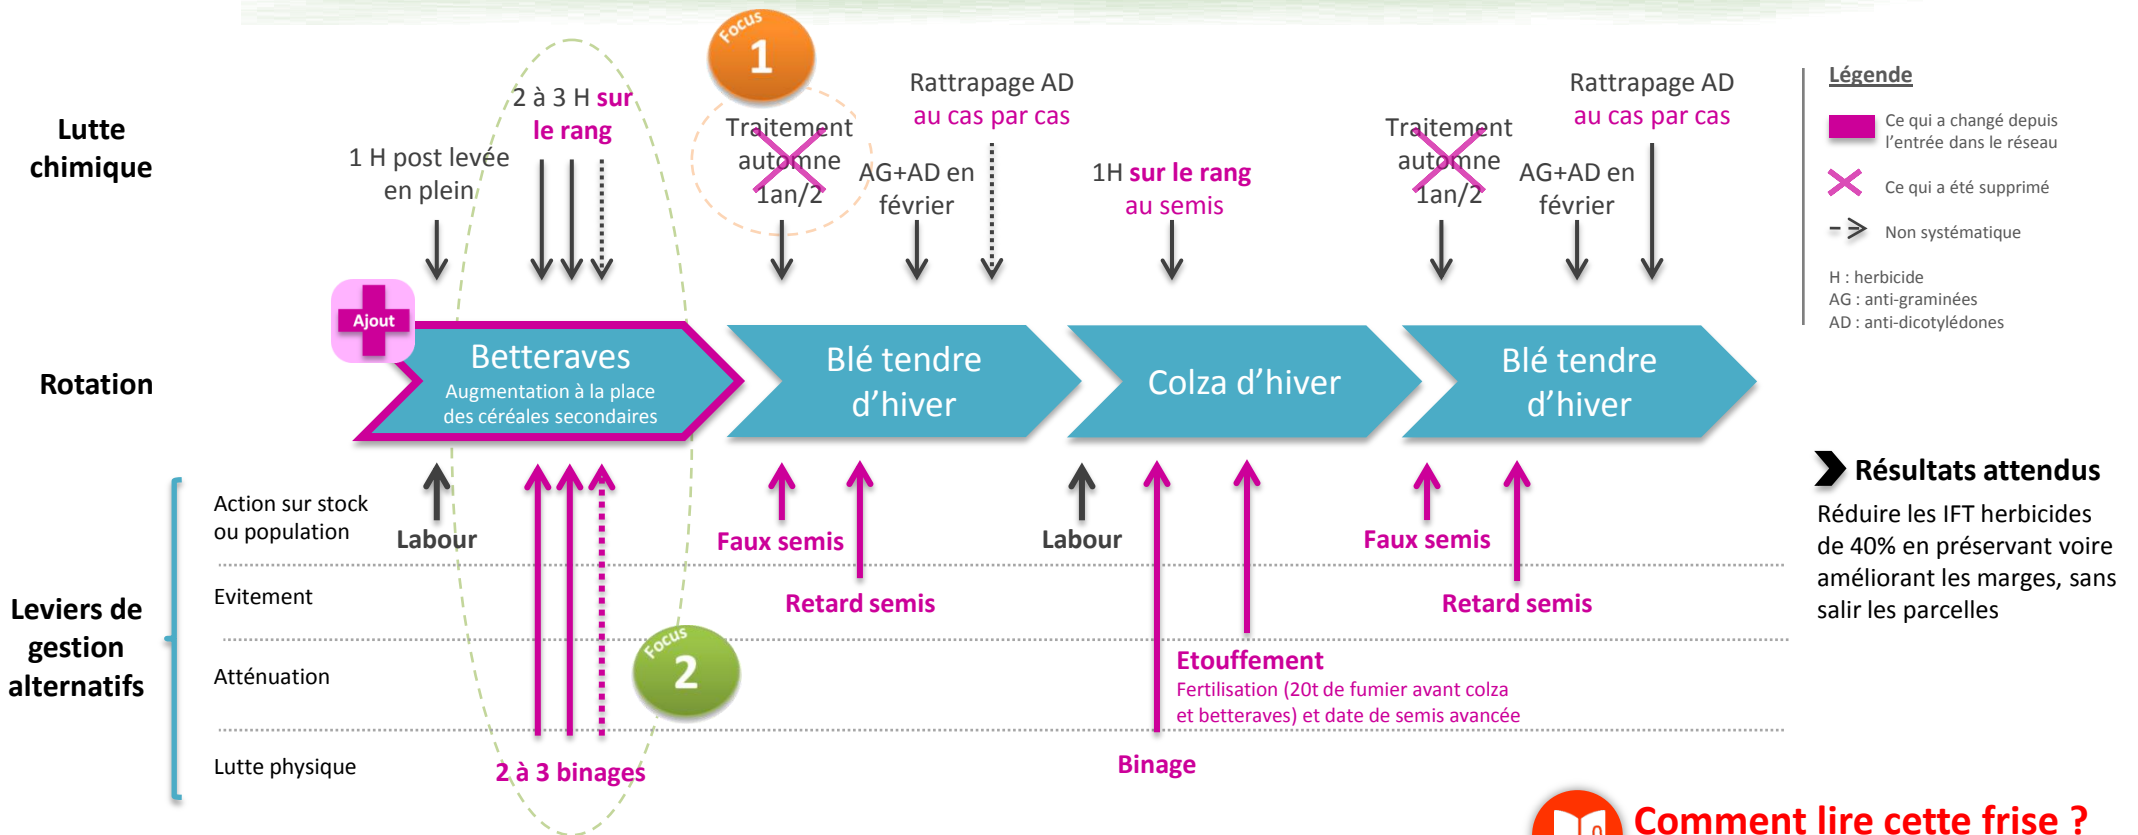 Focus
1
Lutte
chimique
1 H post levée
en plein
2 à 3 H sur
le rang
Traitement
automne
1an/2
AG+AD en
février
Rattrapage AD
au cas par cas
1H sur le rang
au semis
Traitement
automne
1an/2
AG+AD en
février
Rattrapage AD
au cas par cas
Légende
Ce qui a changé depuis
l’entrée dans le réseau
Ce qui a été supprimé
Non systématique
H : herbicide
AG : anti-graminées
AD : anti-dicotylédones
Rotation
Ajout
Betteraves
Augmentation à la place
des céréales secondaires
Blé tendre
d’hiver
Colza d’hiver
Blé tendre
d’hiver
Résultats attendus
Réduire les IFT herbicides
de 40% en préservant voire
améliorant les marges, sans
salir les parcelles
Leviers de
gestion
alternatifs
Action sur stock
ou population
Labour
Faux semis
Labour
Faux semis
Evitement
Retard semis
Retard semis
Focus
2
Atténuation
Etouffement
Fertilisation (20t de fumier avant colza
et betteraves) et date de semis avancée
Lutte physique
2 à 3 binages
Binage
Comment lire cette frise ?